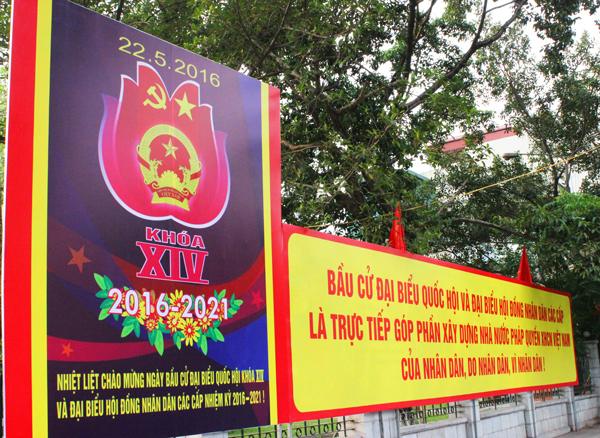 22.5.2016
KHÓA
XIV
2016-2021
NHIỆT LIỆT CHÀO MỪNG NGÀY BẦU CỬ ĐẠI BIỂU QUỐC HỘI KHÓA XIV
VÀ ĐẠI BIỂU HỘI ĐỒNG NHÂN DÂN CÁC CẤP NHIỆM KỲ 2016-2021 !
BẦU CỬ ĐẠI BIỂU QUỐC HỘI VÀ ĐẠI BIỂU HỘI ĐỒNG NHÂN DÂN CÁC CẤP
LÀ TRỰC TIẾP GÓP PHẦN XÂY DỰNG NHÀ NƯỚC PHÁP QUYỀN XHCN VIỆT NAM
CỦA NHÂN DÂN, DO NHÂN DÂN, VÌ NHÂN DÂN !